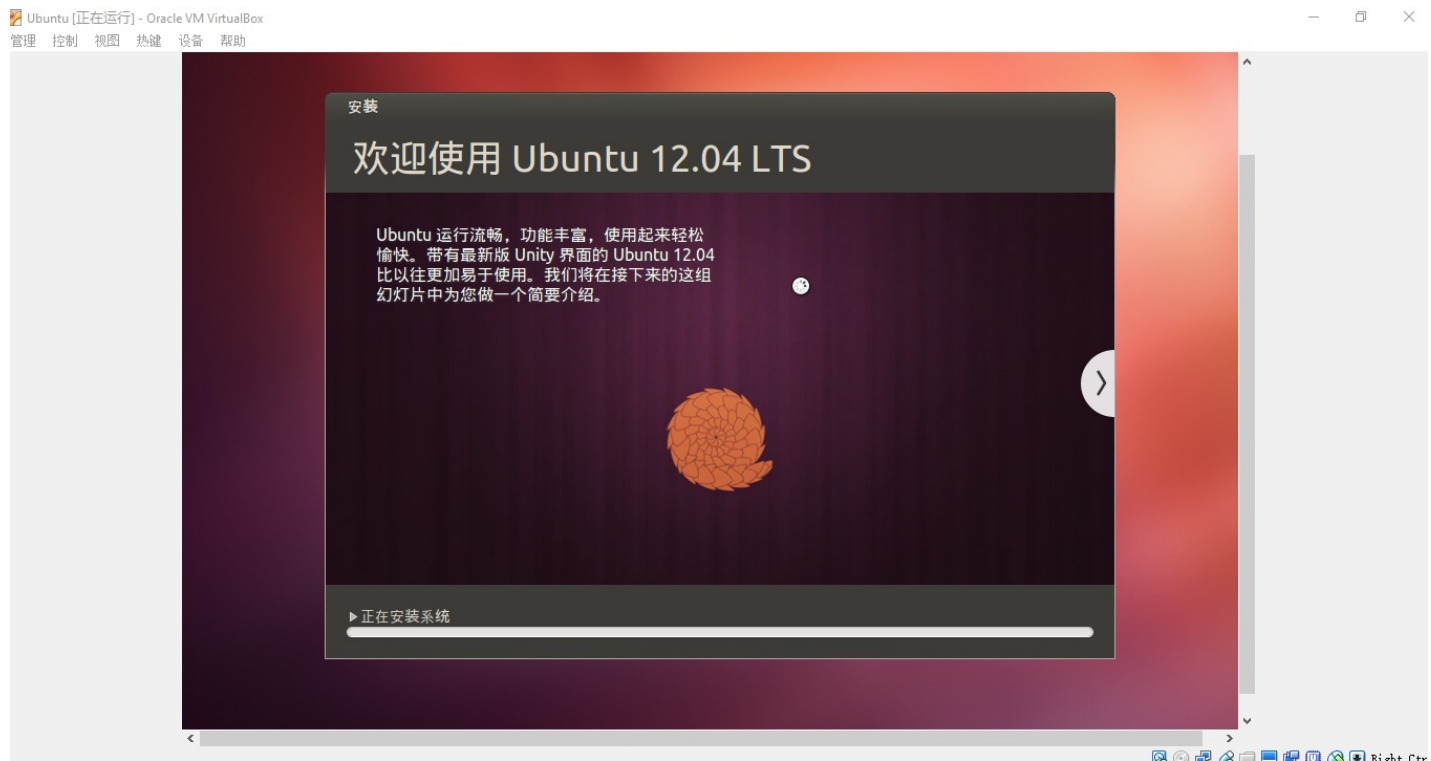 Ubuntu [正在运行] - Oracle VM VirtualBox
管理 控制 视图 热键 设备 帮助
安装
欢迎使用 Ubuntu 12.04 LTS
Ubuntu 运行流畅，功能丰富，使用起来轻松
愉快。带有最新版 Unity 界面的 Ubuntu 12.04
比以往更加易于使用。我们将在接下来的这组
幻灯片中为您做一个简要介绍。
正在安装系统
Right Ctr